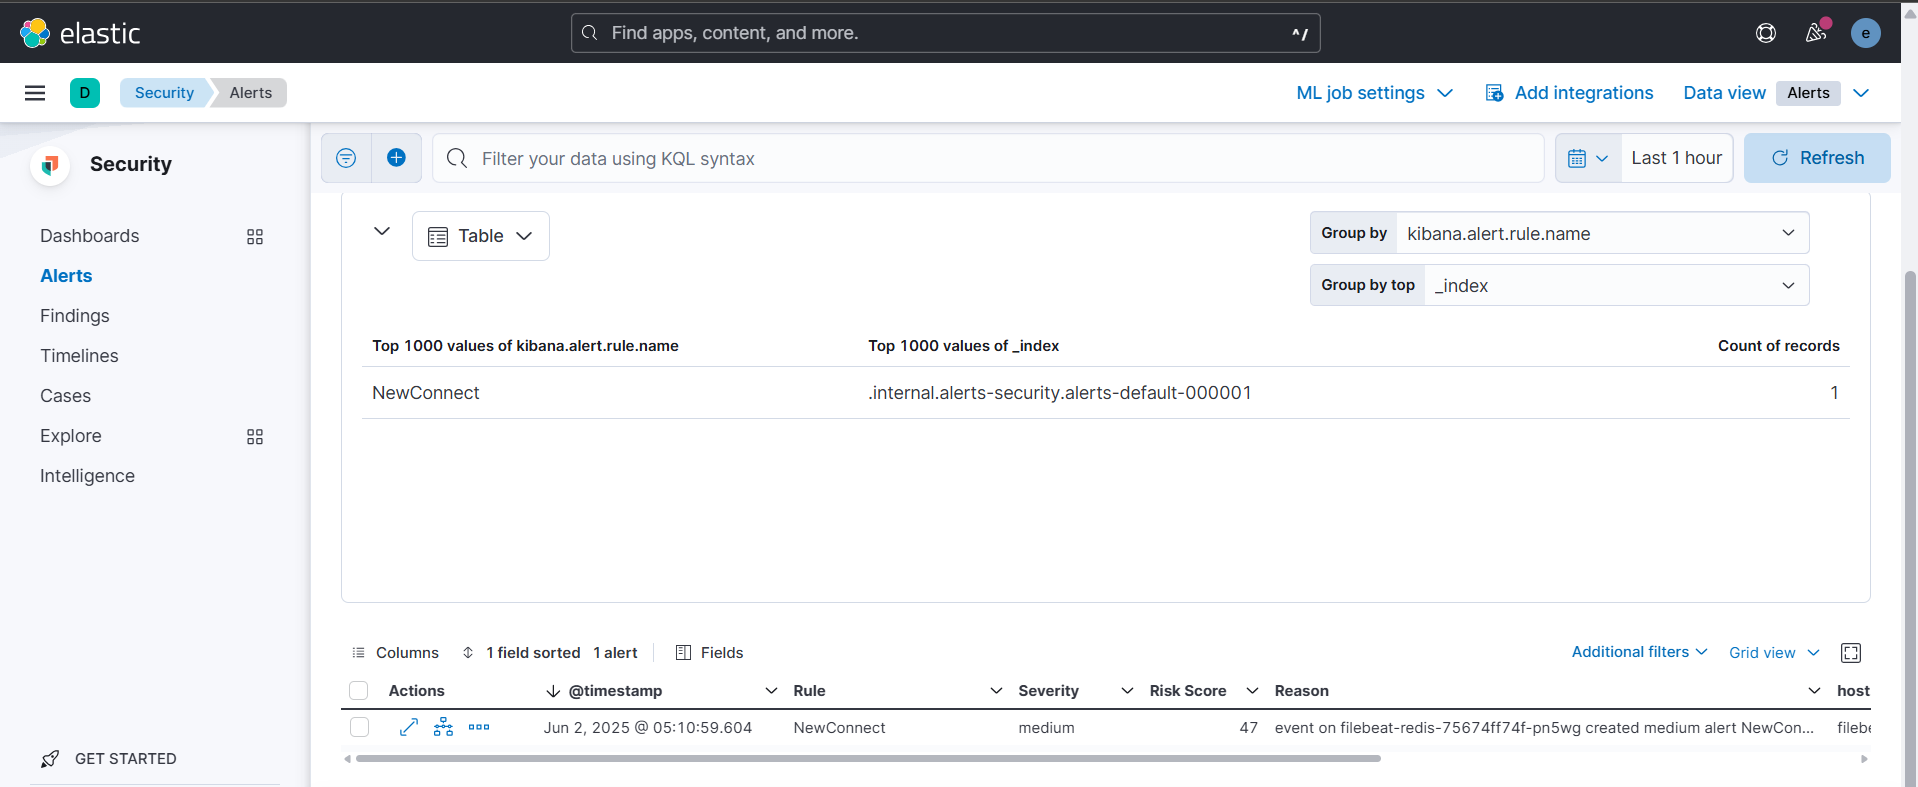 elastic
Find apps, content, and more.
^/
e
D
Security
Alerts
ML job settings
Add integrations
Data view
Alerts
Security
Filter your data using KQL syntax
Last 1 hour
Refresh
Dashboards
Alerts
Findings
Timelines
Cases
Explore
Intelligence
GET STARTED
Table
Group by kibana.alert.rule.name
Group by top _index
Top 1000 values of kibana.alert.rule.name Top 1000 values of _index Count of records
NewConnect .internal.alerts-security.alerts-default-000001 1
Columns 1 field sorted 1 alert Fields Additional filters Grid view
Actions @timestamp Rule Severity Risk Score Reason host
Jun 2, 2025 @ 05:10:59.604 NewConnect medium 47 event on filebeat-redis-75674ff74f-pn5wg created medium alert NewCon... filebe